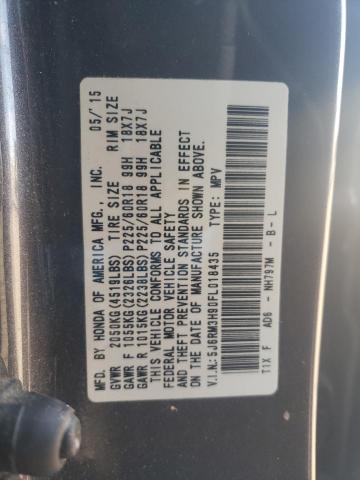 MFD. BY HONDA OF AMERICA MFG., INC. 05/'15
GVWR 2050KG(4519LBS) TIRE SIZE RIM SIZE
GAWR F 1055KG(2326LBS) P225/60R18 99H 18X7J
GAWR R 1015KG(2238LBS) P225/60R18 99H 18X7J
THIS VEHICLE CONFORMS TO ALL APPLICABLE
FEDERAL MOTOR VEHICLE SAFETY
AND THEFT PREVENTION STANDARDS IN EFFECT
ON THE DATE OF MANUFACTURE SHOWN ABOVE.
V.I.N.: 5J6RM3H90FL018435 TYPE: MPV
T1X F AD6 - NH797M - B - L